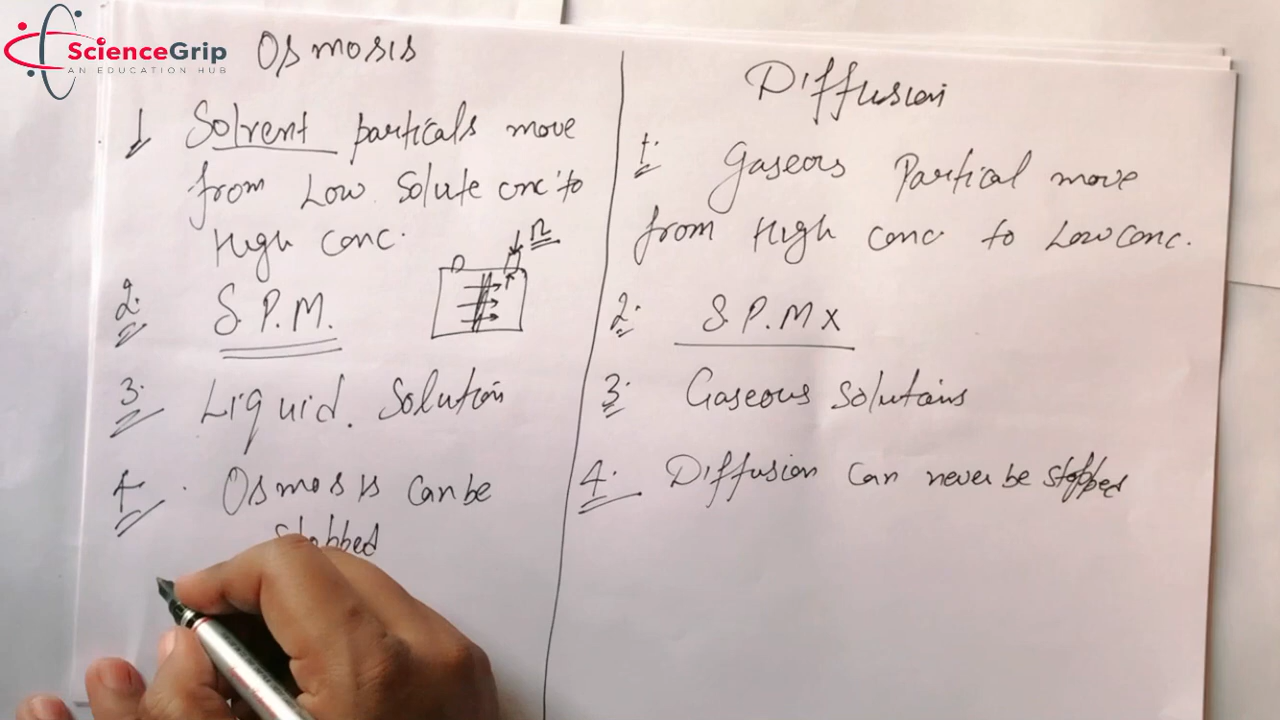 ScienceGrip
AN EDUCATION HUB
Osmosis
1 Solvent particals move
from Low Solute conc to
High conc.
π
2. S.P.M.
3. Liquid. Solution
4. Osmosis can be
stobbed
Diffusion
1. Gaseous Partical move
from High conc to Low conc.
2. S.P.M x
3. Gaseous Solutions
4. Diffusion can never be stopped